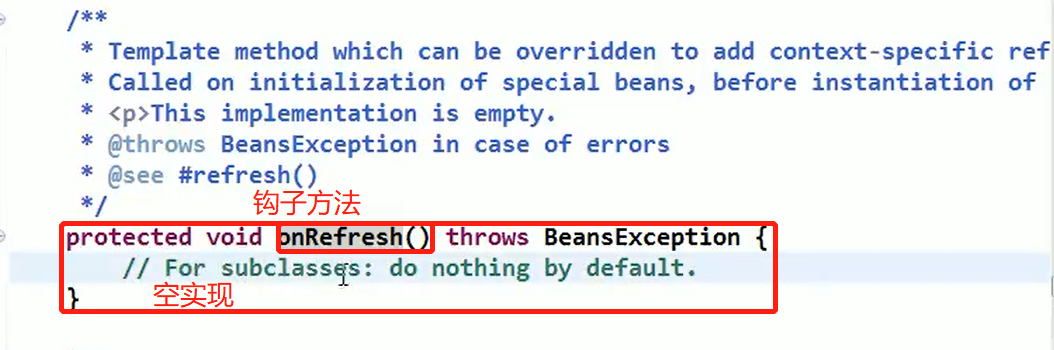 /**
 * Template method which can be overridden to add context-specific ref
 * Called on initialization of special beans, before instantiation of
 * <p>This implementation is empty.
 * @throws BeansException in case of errors
 * @see #refresh()
 */
钩子方法
protected void onRefresh() throws BeansException {
// For subclasses: do nothing by default.
}
空实现